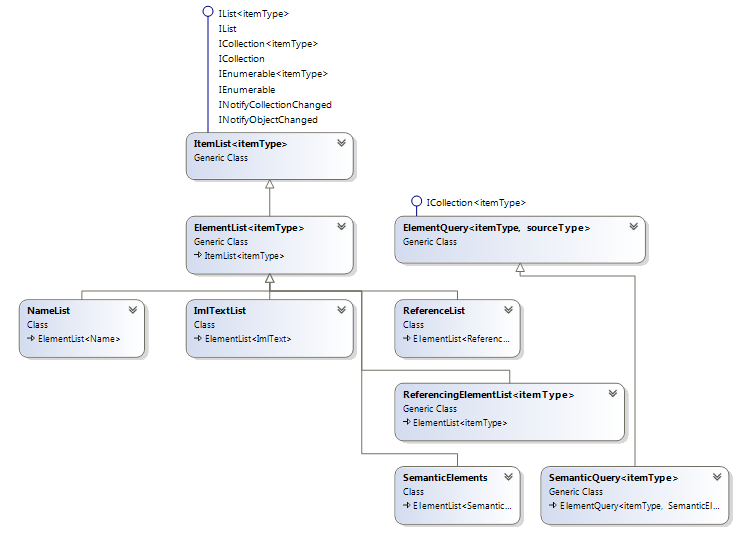 IList<itemType>
IList
ICollection<itemType>
ICollection
IEnumerable<itemType>
IEnumerable
INotifyCollectionChanged
INotifyObjectChanged
ItemList<itemType>
Generic Class
ICollection<itemType>
ElementList<itemType>
Generic Class
ItemList<itemType>
ElementQuery<itemType, sourceType>
Generic Class
NameList
Class
ElementList<Name>
ImlTextList
Class
ElementList<ImlText>
ReferenceList
Class
ElementList<Referenc...
ReferencingElementList<itemType>
Generic Class
ElementList<itemType>
SemanticElements
Class
ElementList<Semantic...
SemanticQuery<itemType>
Generic Class
ElementQuery<itemType, SemanticEl...